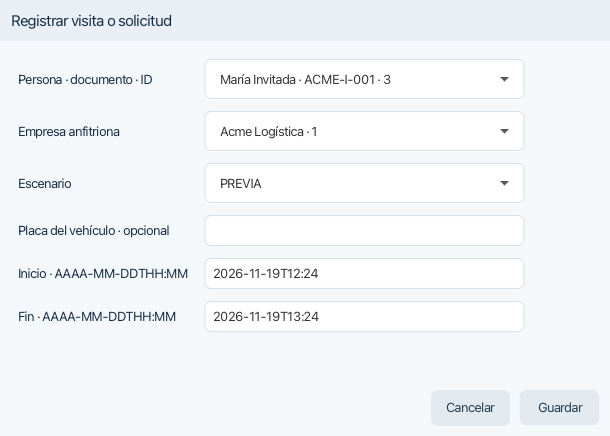 Registrar visita o solicitud
Persona · documento · ID
María Invitada · ACME-I-001 · 3
Empresa anfitriona
Acme Logística · 1
Escenario
PREVIA
Placa del vehículo · opcional
Inicio · AAAA-MM-DDTHH:MM
2026-11-19T12:24
Fin · AAAA-MM-DDTHH:MM
2026-11-19T13:24
Cancelar
Guardar